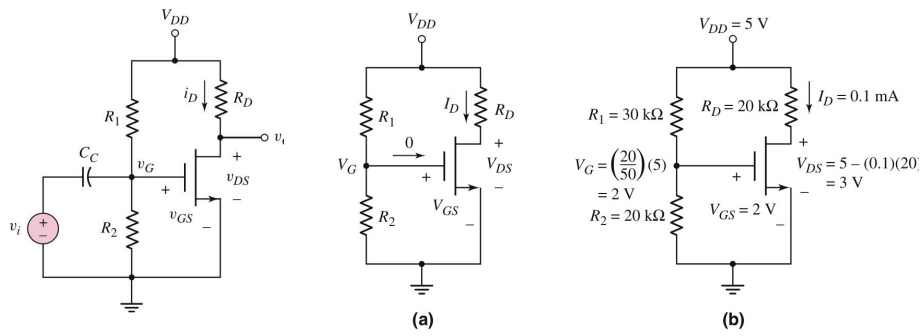 V_DD
i_D
R_D
R_1
C_C
v_G
+
+
v_DS
v_i
+
−
R_2
v_GS
−
−
V_DD
I_D
R_D
R_1
0
V_G
+
+
V_DS
−
V_GS
R_2
−
(a)
V_DD = 5 V
I_D = 0.1 mA
R_1 = 30 kΩ
R_D = 20 kΩ
+
V_G = (20/50)(5)
= 2 V
+
V_DS = 5 − (0.1)(20)
= 3 V
−
R_2 = 20 kΩ
V_GS = 2 V
−
(b)